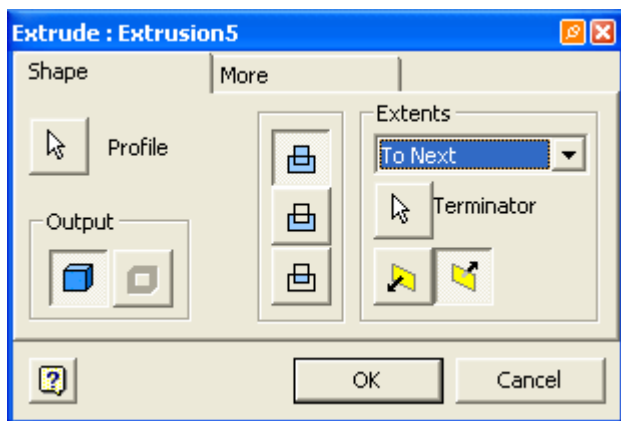 Extrude : Extrusion5
Shape
More
Profile
Output
Extents
To Next
Terminator
OK
Cancel